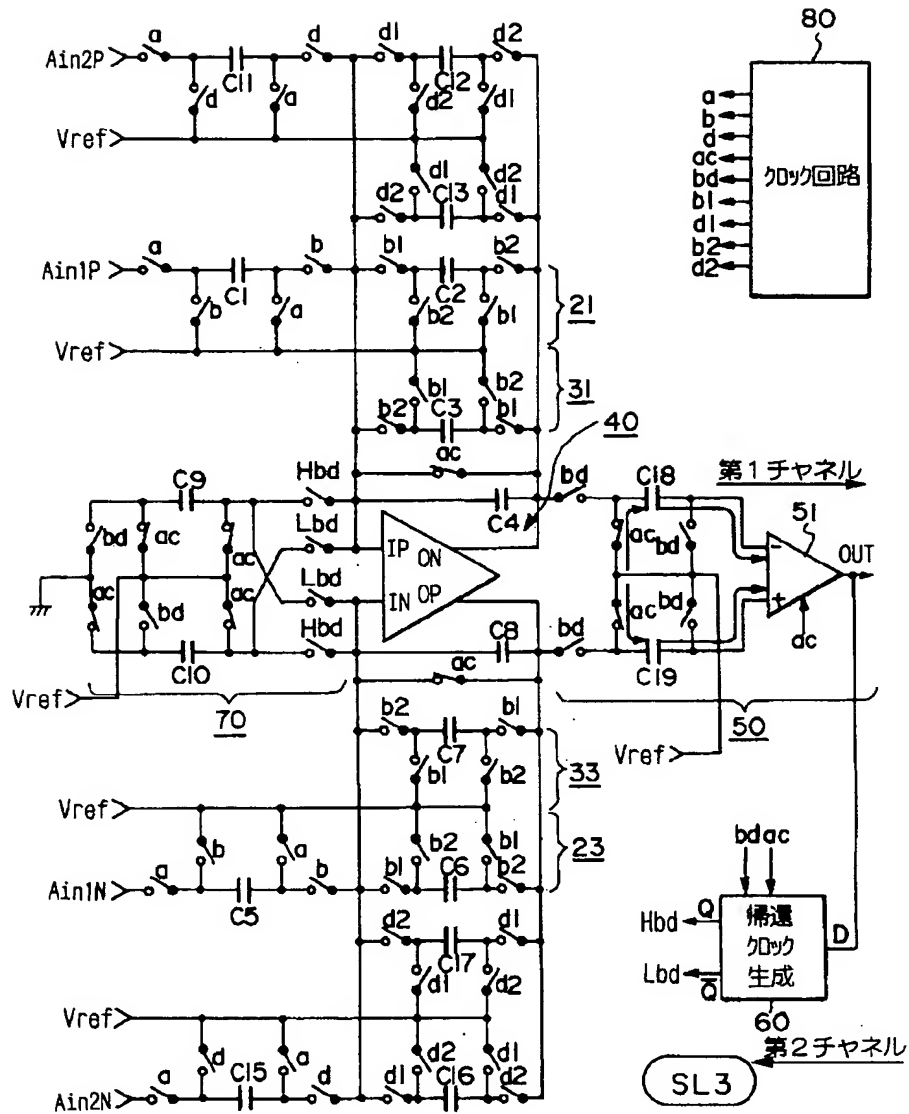 80
Ain2P
a
C11
d
d1
C12
d2
d
a
d2
d1
Vref
d1
d2
d2
C13
d1
a
b
d
ac
bd
b1
d1
b2
d2
クロック回路
Ain1P
a
C1
b
b1
C2
b2
b
a
b2
b1
21
Vref
b1
b2
31
b2
C3
b1
ac
40
C9
Hbd
C4
bd
C18
第1チャネル
bd
ac
ac
Lbd
IP
ON
ac
bd
51
OUT
-
+
ac
bd
ac
Lbd
IN
OP
ac
bd
ac
C10
Hbd
C8
bd
C19
ac
Vref
70
50
Vref
b2
C7
b1
b1
b2
33
Vref
b
a
b2
b1
23
Ain1N
a
C5
b
b1
C6
b2
bd
ac
d2
C17
d1
Hbd
Q
帰還
クロック
生成
D
Lbd
Q̅
60
d1
d2
Vref
d
a
d2
d1
第2チャネル
Ain2N
a
C15
d
d1
C16
d2
SL3